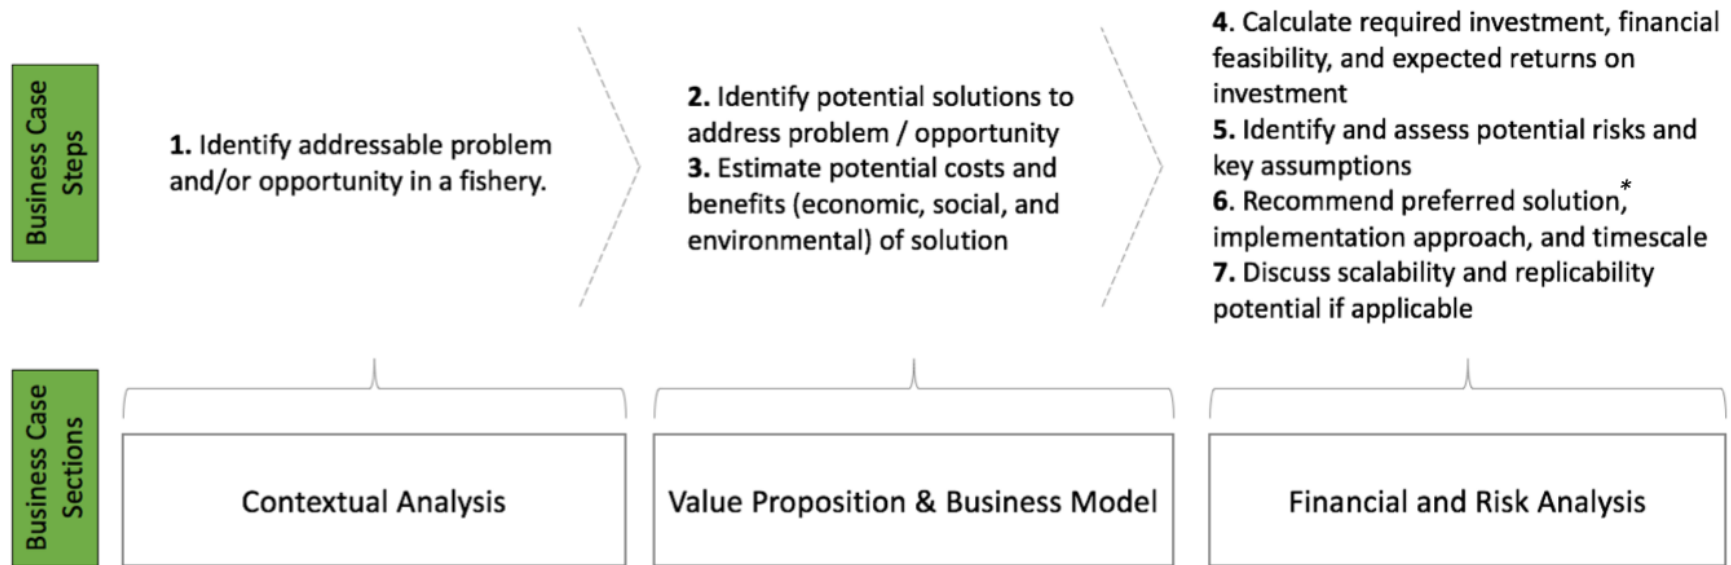 Business Case
Steps
1. Identify addressable problem
and/or opportunity in a fishery.
2. Identify potential solutions to
address problem / opportunity
3. Estimate potential costs and
benefits (economic, social, and
environmental) of solution
4. Calculate required investment, financial
feasibility, and expected returns on
investment
5. Identify and assess potential risks and
key assumptions
6. Recommend preferred solution,*
implementation approach, and timescale
7. Discuss scalability and replicability
potential if applicable
Business Case
Sections
Contextual Analysis
Value Proposition & Business Model
Financial and Risk Analysis